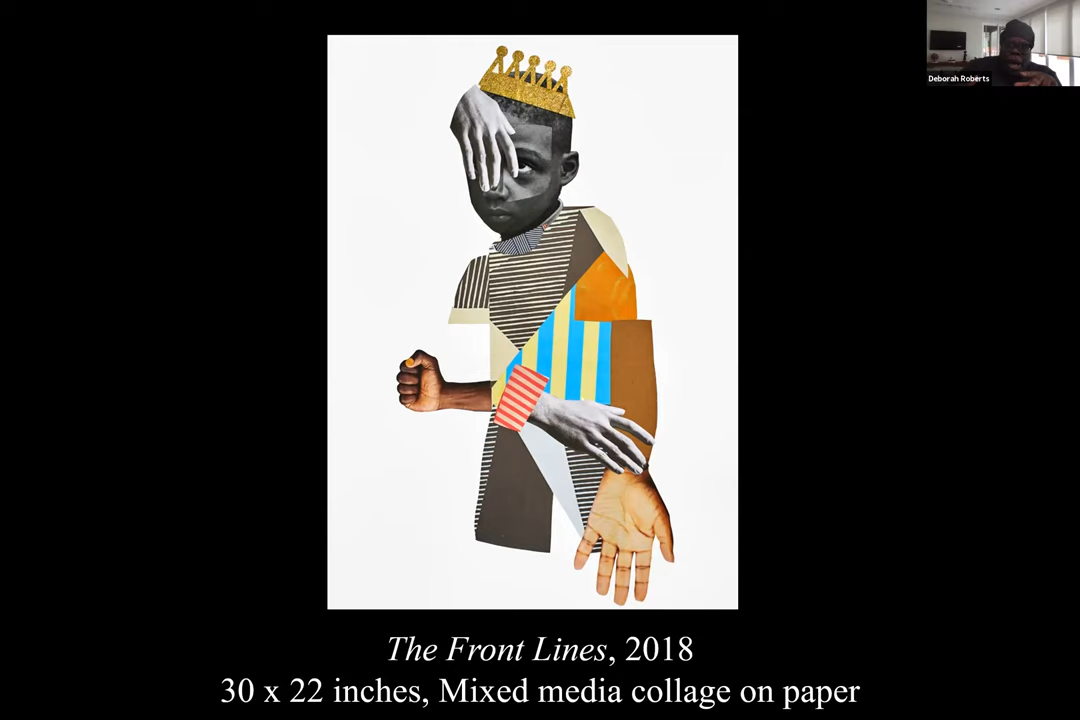 Deborah Roberts
The Front Lines, 2018
30 x 22 inches, Mixed media collage on paper